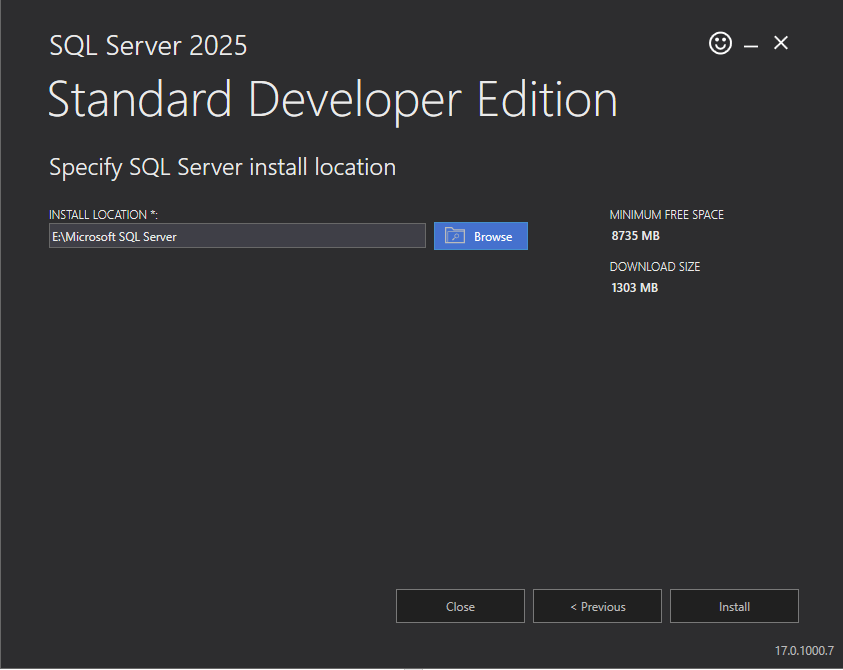 SQL Server 2025
Standard Developer Edition
Specify SQL Server install location
INSTALL LOCATION *:
E:\Microsoft SQL Server
Browse
MINIMUM FREE SPACE
8735 MB
DOWNLOAD SIZE
1303 MB
Close
< Previous
Install
17.0.1000.7